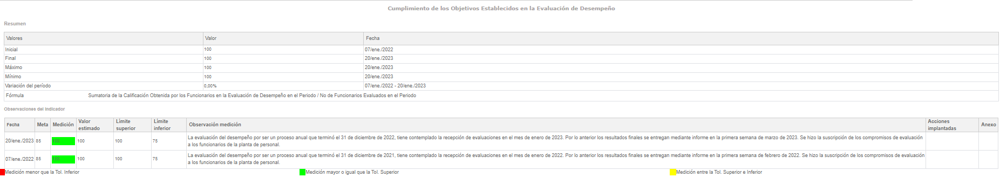 Cumplimiento de los Objetivos Establecidos en la Evaluación de Desempeño
Resumen
Valores Valor Fecha
Inicial 100 07/ene./2022
Final 100 20/ene./2023
Máximo 100 20/ene./2023
Mínimo 100 20/ene./2023
Variación del período 0,00% 07/ene./2022 - 20/ene./2023
Fórmula Sumatoria de la Calificación Obtenida por los Funcionarios en la Evaluación de Desempeño en el Periodo / No de Funcionarios Evaluados en el Periodo
Observaciones del indicador
Fecha Meta Medición Valor estimado Límite superior Límite inferior Observación medición Acciones implantadas Anexo
20/ene./2023 85 100 100 100 75 La evaluación del desempeño por ser un proceso anual que terminó el 31 de diciembre de 2022, tiene contemplado la recepción de evaluaciones en el mes de enero de 2023. Por lo anterior los resultados finales se entregan mediante informe en la primera semana de marzo de 2023. Se hizo la suscripción de los compromisos de evaluación
a los funcionarios de la planta de personal.
07/ene./2022 85 100 100 100 75 La evaluación del desempeño por ser un proceso anual que terminó el 31 de diciembre de 2021, tiene contemplado la recepción de evaluaciones en el mes de enero de 2022. Por lo anterior los resultados finales se entregan mediante informe en la primera semana de febrero de 2022. Se hizo la suscripción de los compromisos de evaluación
a los funcionarios de la planta de personal.
Medición menor que la Tol. Inferior Medición mayor o igual que la Tol. Superior Medición entre la Tol. Superior e Inferior